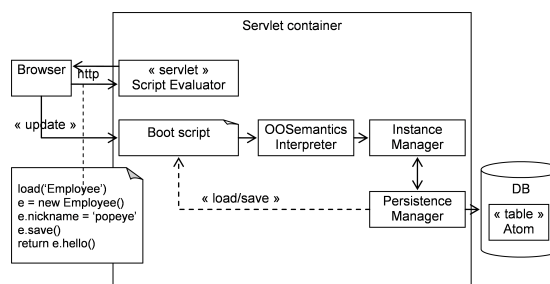 Servlet container
Browser
http
« servlet »
Script Evaluator
« update »
Boot script
OOSemantics
Interpreter
Instance
Manager
load('Employee')
e = new Employee()
e.nickname = 'popeye'
e.save()
return e.hello()
« load/save »
Persistence
Manager
DB
« table »
Atom